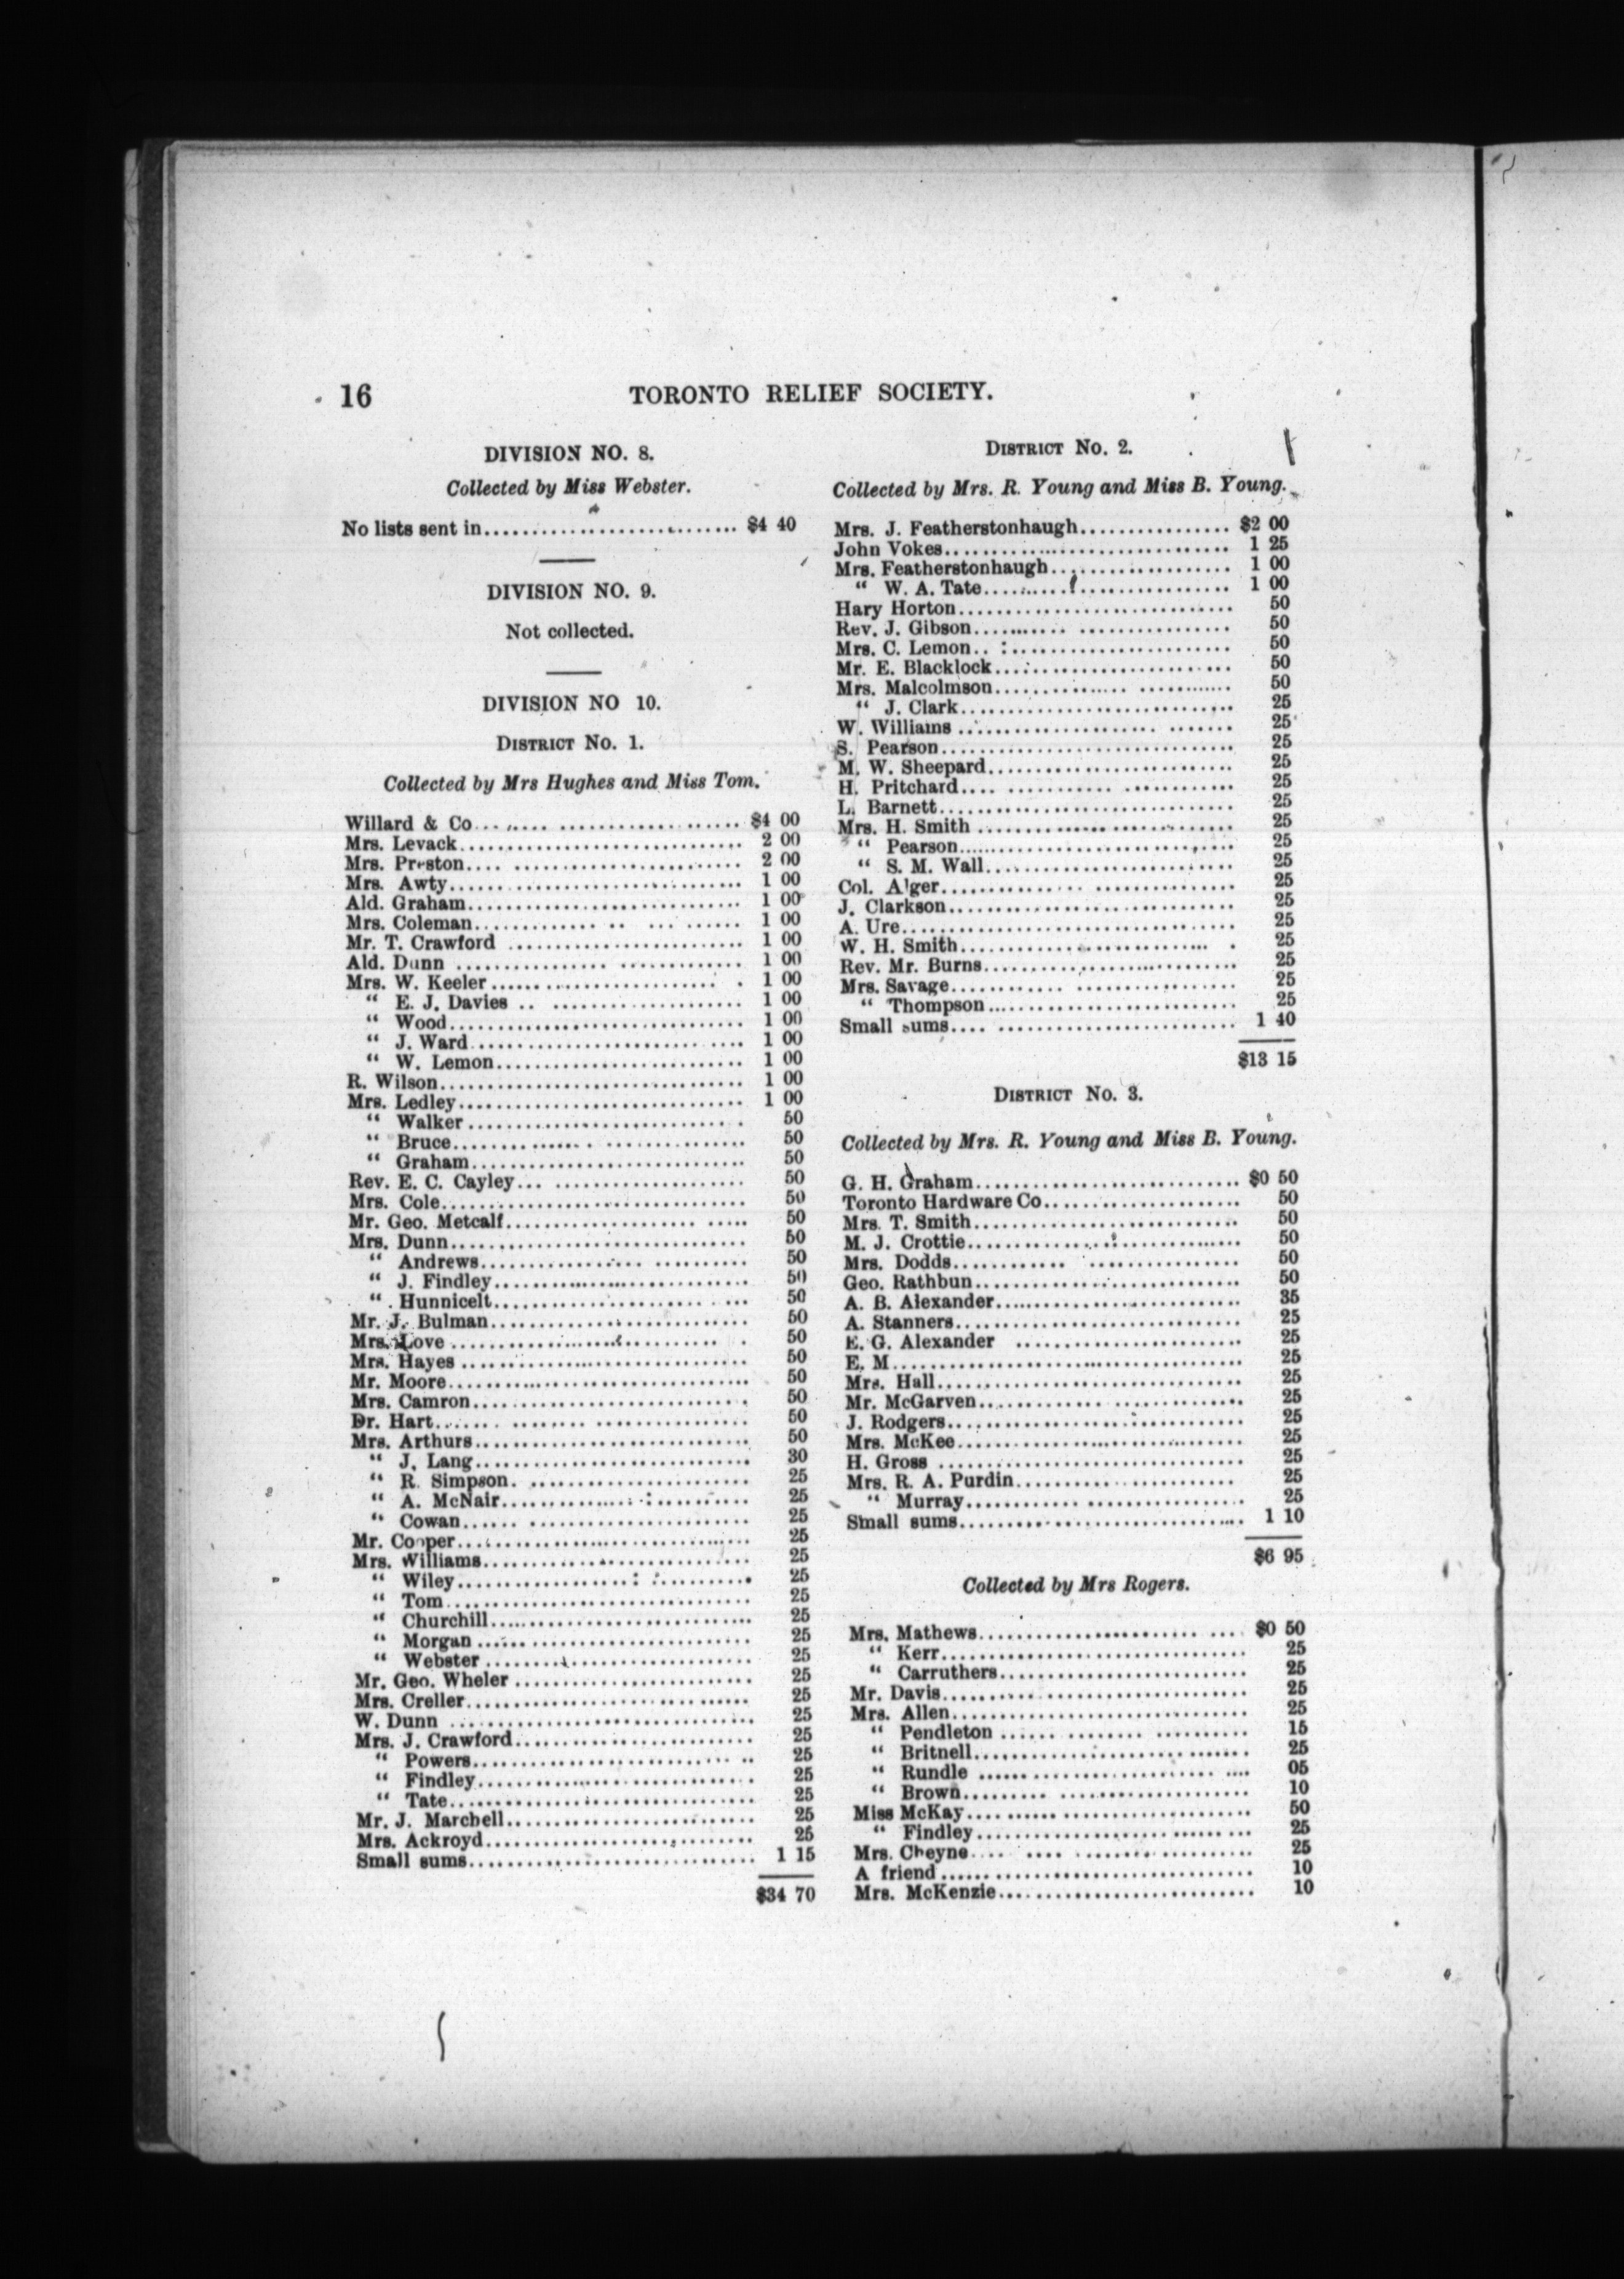 16
TORONTO RELIEF SOCIETY.
DIVISION NO. 8.
Collected by Miss Webster.
No lists sent in........ $4 40
DIVISION NO. 9.
Not collected.
DIVISION NO 10.
DISTRICT NO. 1.
Collected by Mrs Hughes and Miss Tom.
Willard & Co........ $4 00
Mrs. Levack........ 2 00
Mrs. Preston........ 2 00
Mrs. Awty........ 1 00
Ald. Graham........ 1 00
Mrs. Coleman........ 1 00
Mr. T. Crawford ........ 1 00
Ald. Dunn ........ 1 00
Mrs. W. Keeler ........ 1 00
“ E. J. Davies ........ 1 00
“ Wood........ 1 00
“ J. Ward........ 1 00
“ W. Lemon........ 1 00
R. Wilson........ 1 00
Mrs. Ledley........ 1 00
“ Walker ........ 50
“ Bruce........ 50
“ Graham........ 50
Rev. E. C. Cayley........ 50
Mrs. Cole........ 50
Mr. Geo. Metcalf........ 50
Mrs. Dunn........ 50
“ Andrews........ 50
“ J. Findley........ 50
“ Hunnicelt........ 50
Mr. J. Bulman........ 50
Mrs. Love ........ 50
Mrs. Hayes ........ 50
Mr. Moore........ 50
Mrs. Camron........ 50
Dr. Hart........ 50
Mrs. Arthurs........ 50
“ J. Lang........ 30
“ R. Simpson........ 25
“ A. McNair........ 25
“ Cowan........ 25
Mr. Cooper........ 25
Mrs. Williams........ 25
“ Wiley........ 25
“ Tom........ 25
“ Churchill........ 25
“ Morgan ........ 25
“ Webster ........ 25
Mr. Geo. Wheler ........ 25
Mrs. Creller........ 25
W. Dunn ........ 25
Mrs. J. Crawford........ 25
“ Powers........ 25
“ Findley........ 25
“ Tate........ 25
Mr. J. Marchell........ 25
Mrs. Ackroyd........ 25
Small sums........ 1 15
$34 70
DISTRICT NO. 2.
Collected by Mrs. R. Young and Miss B. Young.
Mrs. J. Featherstonhaugh........ $2 00
John Vokes........ 1 25
Mrs. Featherstonhaugh........ 1 00
“ W. A. Tate........ 1 00
Hary Horton........ 50
Rev. J. Gibson........ 50
Mrs. C. Lemon........ 50
Mr. E. Blacklock........ 50
Mrs. Malcolmson........ 50
“ J. Clark........ 25
W. Williams ........ 25
S. Pearson........ 25
M. W. Sheepard........ 25
H. Pritchard........ 25
L. Barnett........ 25
Mrs. H. Smith ........ 25
“ Pearson........ 25
“ S. M. Wall........ 25
Col. Alger........ 25
J. Clarkson........ 25
A. Ure........ 25
W. H. Smith........ 25
Rev. Mr. Burns........ 25
Mrs. Savage........ 25
“ Thompson........ 25
Small sums........ 1 40
$13 15
DISTRICT NO. 3.
Collected by Mrs. R. Young and Miss B. Young.
G. H. Graham........ $0 50
Toronto Hardware Co........ 50
Mrs. T. Smith........ 50
M. J. Crottie........ 50
Mrs. Dodds........ 50
Geo. Rathbun........ 50
A. B. Alexander........ 35
A. Stanners........ 25
E. G. Alexander ........ 25
E. M........ 25
Mrs. Hall........ 25
Mr. McGarven........ 25
J. Rodgers........ 25
Mrs. McKee........ 25
H. Gross ........ 25
Mrs. R. A. Purdin........ 25
“ Murray........ 25
Small sums........ 1 10
$6 95
Collected by Mrs Rogers.
Mrs. Mathews........ $0 50
“ Kerr........ 25
“ Carruthers........ 25
Mr. Davis........ 25
Mrs. Allen........ 25
“ Pendleton ........ 15
“ Britnell........ 25
“ Rundle ........ 05
“ Brown........ 10
Miss McKay........ 50
“ Findley........ 25
Mrs. Cheyne........ 25
A friend ........ 10
Mrs. McKenzie........ 10